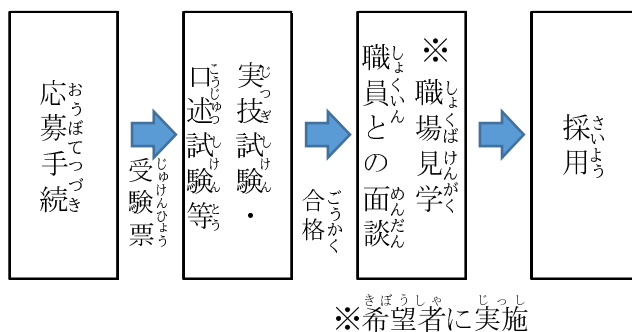 応募手続
受験票
実技試験・
口述試験等
合格
※職場見学
職員との面談
採用
※希望者に実施